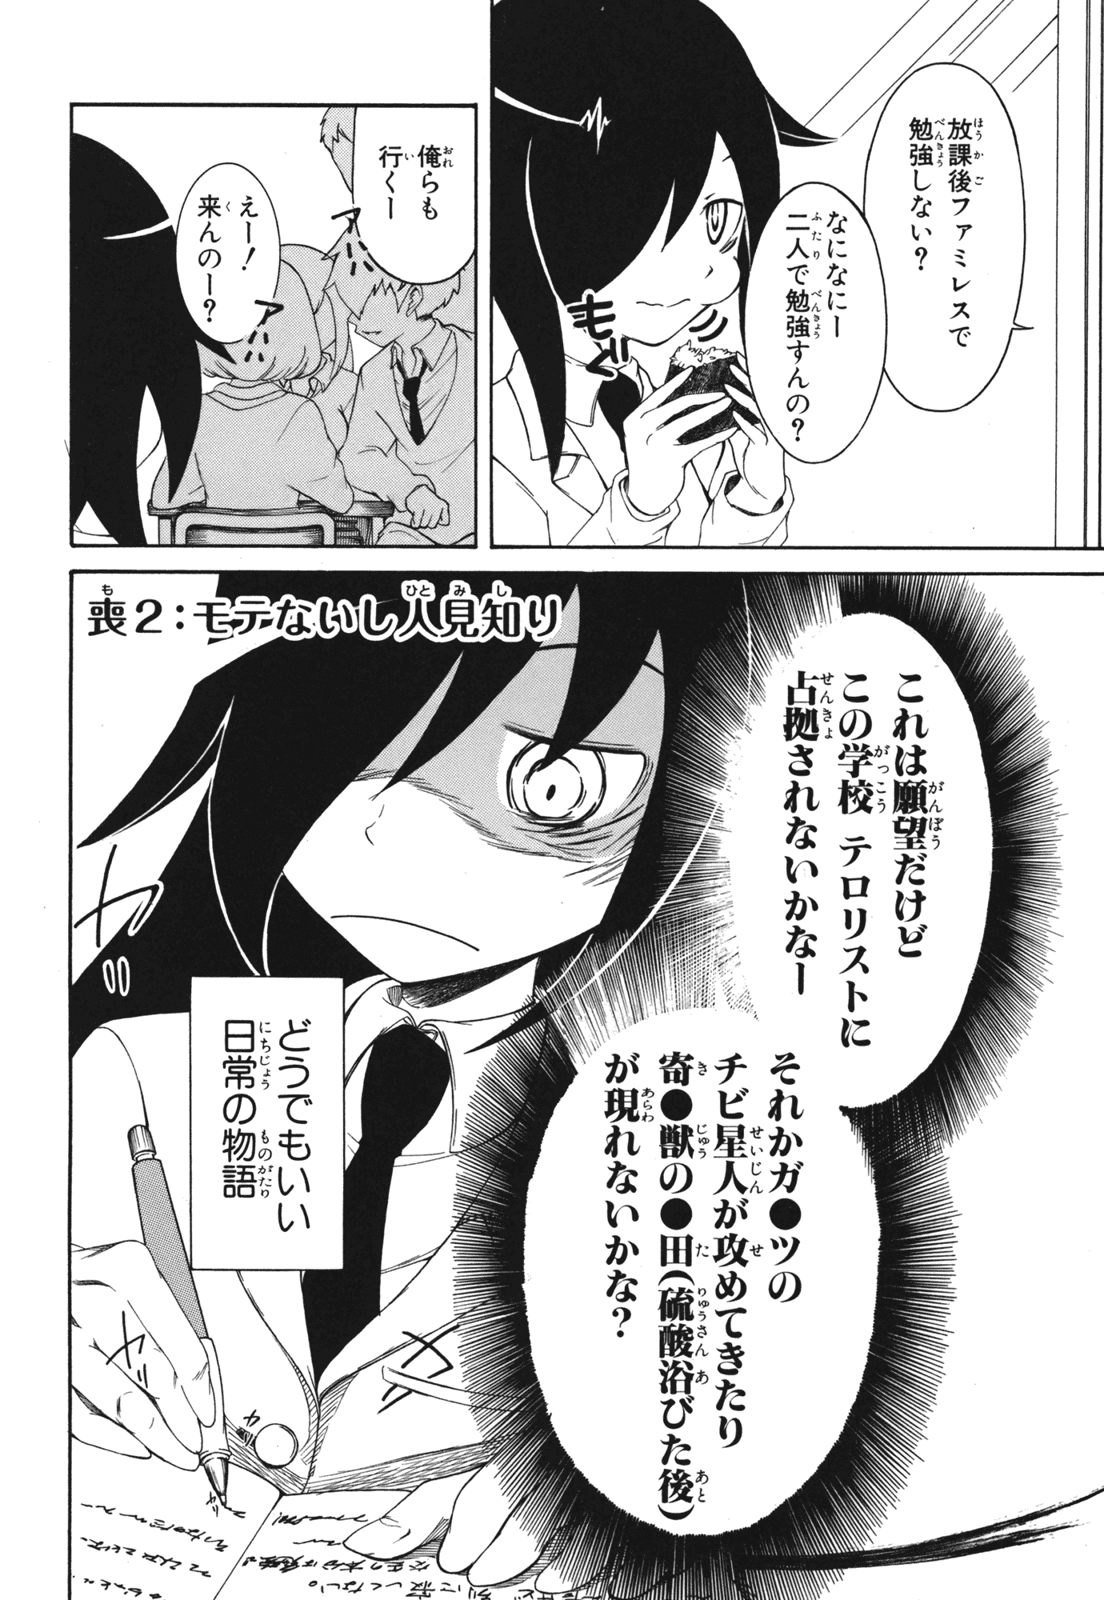 放課後ファミレスで
勉強しない?
なになにー
二人で勉強すんの?
もぐ
俺らも
行くー
アハハ
えー!
来んのー?
アハハ
喪2:モテないし人見知り
これは願望だけど
この学校 テロリストに
占拠されないかなー
それかガ●ツの
チビ星人が攻めてきたり
寄●獣の●田(硫酸浴びた後)
が現れないかな?
どうでもいい
日常の物語